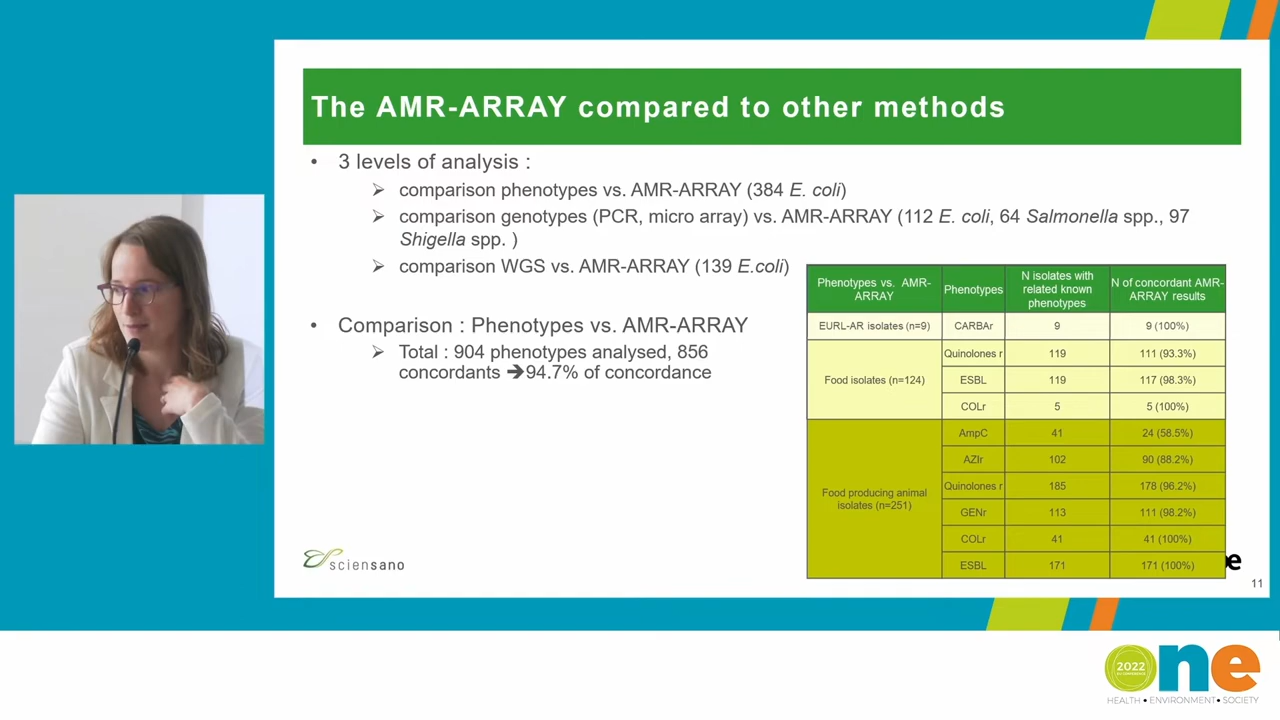 The AMR-ARRAY compared to other methods
• 3 levels of analysis :
➢ comparison phenotypes vs. AMR-ARRAY (384 E. coli)
➢ comparison genotypes (PCR, micro array) vs. AMR-ARRAY (112 E. coli, 64 Salmonella spp., 97
Shigella spp. )
➢ comparison WGS vs. AMR-ARRAY (139 E.coli)
• Comparison : Phenotypes vs. AMR-ARRAY
➢ Total : 904 phenotypes analysed, 856
concordants ➔94.7% of concordance
Phenotypes vs. AMR-
ARRAY
Phenotypes
N isolates with
related known
phenotypes
N of concordant AMR-
ARRAY results
EURL-AR isolates (n=9) CARBAr 9 9 (100%)
Food isolates (n=124)
Quinolones r 119 111 (93.3%)
ESBL 119 117 (98.3%)
COLr 5 5 (100%)
Food producing animal
isolates (n=251)
AmpC 41 24 (58.5%)
AZIr 102 90 (88.2%)
Quinolones r 185 178 (96.2%)
GENr 113 111 (98.2%)
COLr 41 41 (100%)
ESBL 171 171 (100%)
sciensano
11
2022
one
HEALTH • ENVIRONMENT • SOCIETY